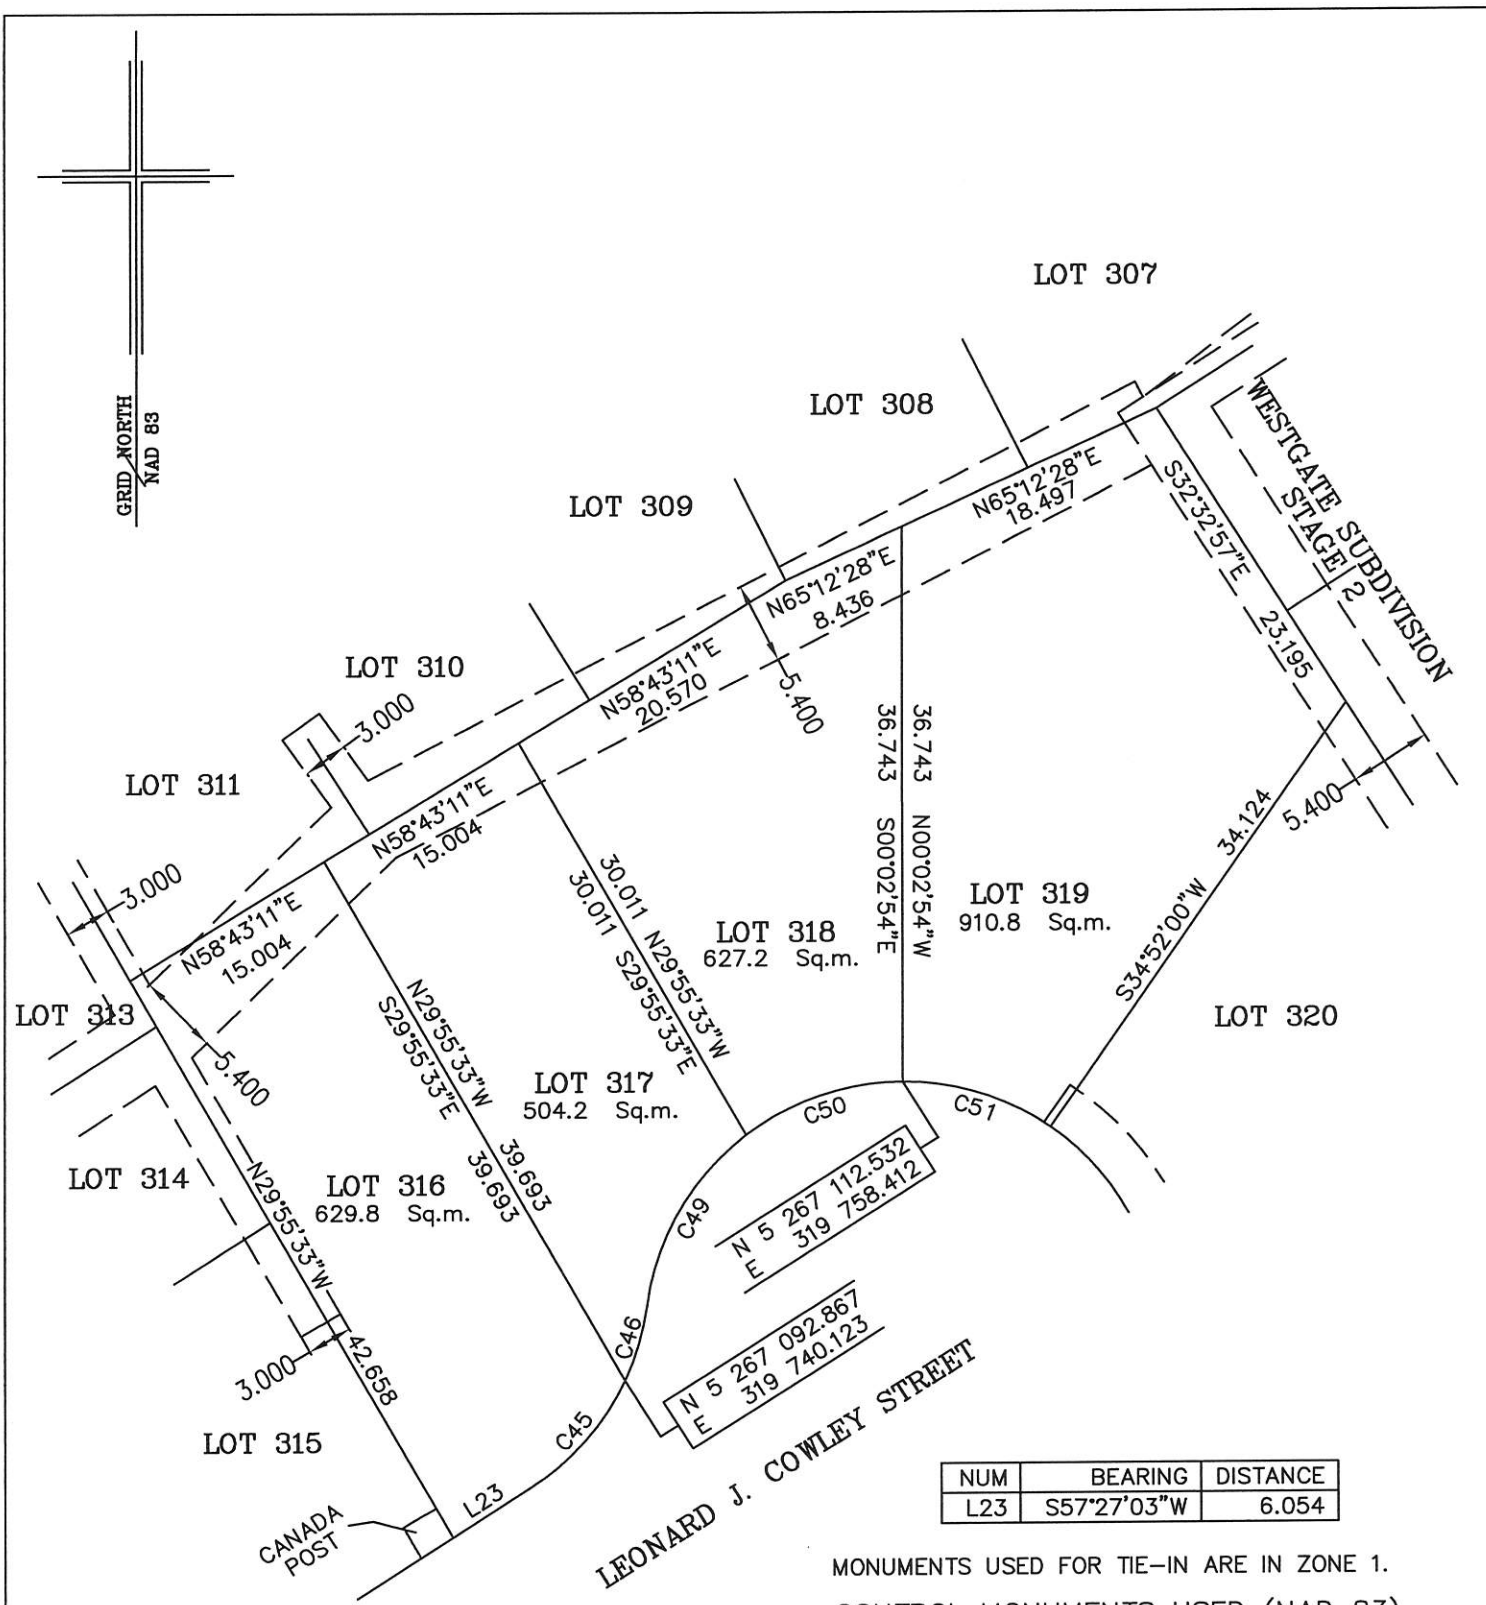 GRID NORTH
NAD 83
LOT 307
LOT 308
LOT 309
LOT 310
LOT 311
LOT 313
LOT 314
LOT 315
WESTGATE SUBDIVISION
STAGE 2
N65°12'28"E
18.497
S32°32'57"E
23.195
N65°12'28"E
8.436
N58°43'11"E
20.570
5.400
3.000
N58°43'11"E
15.004
3.000
N58°43'11"E
15.004
5.400
36.743 S00°02'54"E
36.743 N00°02'54"W
34.124
S34°52'00"W
5.400
30.011 N29°55'33"W
30.011 S29°55'33"E
LOT 319
910.8 Sq.m.
LOT 318
627.2 Sq.m.
LOT 320
N29°55'33"W 39.693
S29°55'33"E 39.693
LOT 317
504.2 Sq.m.
LOT 316
629.8 Sq.m.
N29°55'33"W
42.658
3.000
C50
C51
C49
C46
C45
L23
N 5 267 112.532
E 319 758.412
N 5 267 092.867
E 319 740.123
LEONARD J. COWLEY STREET
CANADA
POST
NUM BEARING DISTANCE
L23 S57°27'03"W 6.054
MONUMENTS USED FOR TIE-IN ARE IN ZONE 1.
CONTROL MONUMENTS USED (NAD 83)